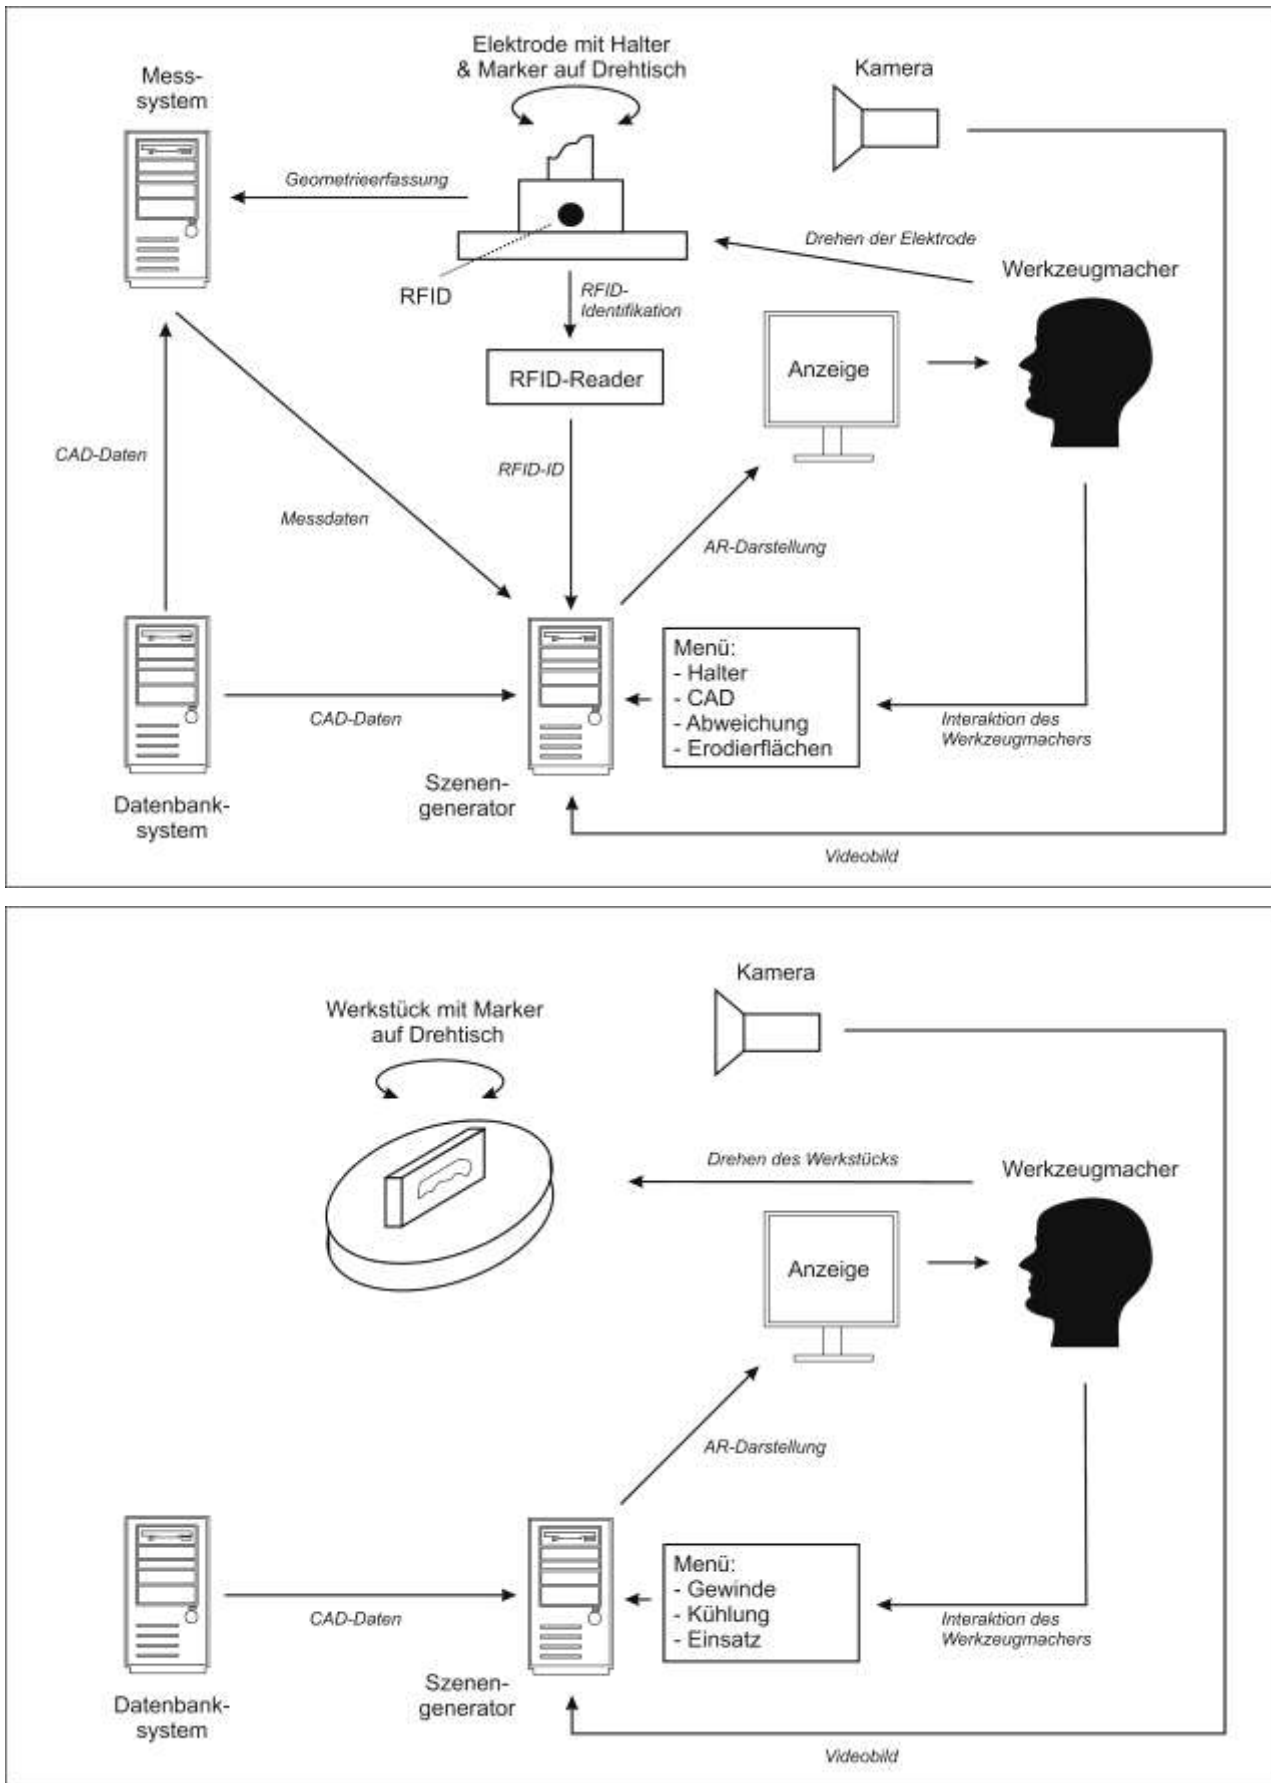 Elektrode mit Halter
& Marker auf Drehtisch
Kamera
Mess-
system
Geometrieerfassung
Drehen der Elektrode
Werkzeugmacher
RFID
RFID-
Identifikation
RFID-Reader
Anzeige
CAD-Daten
RFID-ID
Messdaten
AR-Darstellung
Menü:
- Halter
- CAD
- Abweichung
- Erodierflächen
CAD-Daten
Interaktion des
Werkzeugmachers
Datenbank-
system
Szenen-
generator
Videobild
Kamera
Werkstück mit Marker
auf Drehtisch
Drehen des Werkstücks
Werkzeugmacher
Anzeige
AR-Darstellung
Menü:
- Gewinde
- Kühlung
- Einsatz
CAD-Daten
Interaktion des
Werkzeugmachers
Datenbank-
system
Szenen-
generator
Videobild